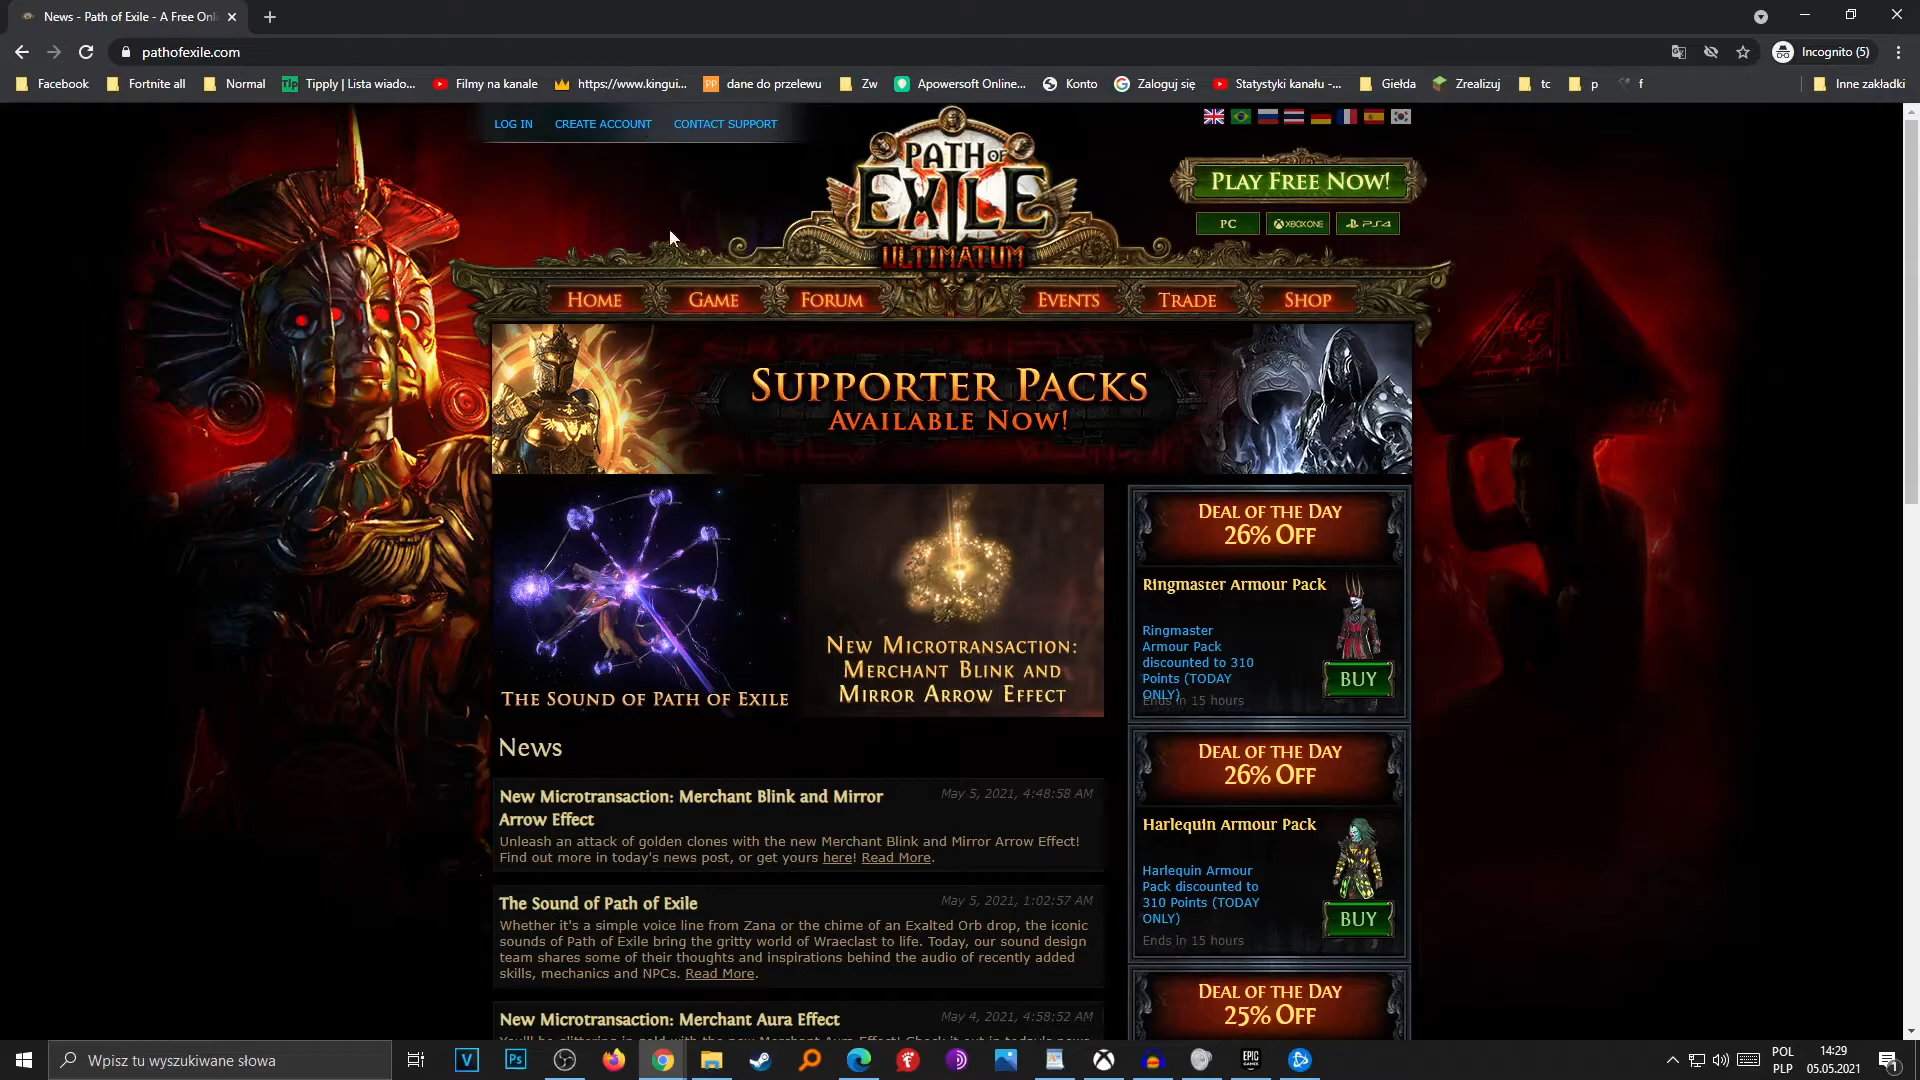 News - Path of Exile - A Free Onli
pathofexile.com
Incognito (5)
Facebook
Fortnite all
Normal
Tip
Tipply | Lista wiado...
Filmy na kanale
https://www.kingui...
PP
dane do przelewu
Zw
Apowersoft Online...
Konto
Zaloguj się
Statystyki kanału -...
Giełda
Zrealizuj
tc
p
f
Inne zakładki
LOG IN
CREATE ACCOUNT
CONTACT SUPPORT
PATH OF
EXILE
ULTIMATUM
PLAY FREE NOW!
PC
XBOX ONE
PS4
HOME
GAME
FORUM
EVENTS
TRADE
SHOP
SUPPORTER PACKS
AVAILABLE NOW!
THE SOUND OF PATH OF EXILE
NEW MICROTRANSACTION:
MERCHANT BLINK AND
MIRROR ARROW EFFECT
News
New Microtransaction: Merchant Blink and Mirror
Arrow Effect
May 5, 2021, 4:48:58 AM
Unleash an attack of golden clones with the new Merchant Blink and Mirror Arrow Effect!
Find out more in today's news post, or get yours here! Read More.
The Sound of Path of Exile
May 5, 2021, 1:02:57 AM
Whether it's a simple voice line from Zana or the chime of an Exalted Orb drop, the iconic
sounds of Path of Exile bring the gritty world of Wraeclast to life. Today, our sound design
team shares some of their thoughts and inspirations behind the audio of recently added
skills, mechanics and NPCs. Read More.
New Microtransaction: Merchant Aura Effect
May 4, 2021, 4:58:52 AM
DEAL OF THE DAY
26% OFF
Ringmaster Armour Pack
Ringmaster
Armour Pack
discounted to 310
Points (TODAY
ONLY)
Ends in 15 hours
BUY
DEAL OF THE DAY
26% OFF
Harlequin Armour Pack
Harlequin Armour
Pack discounted to
310 Points (TODAY
ONLY)
Ends in 15 hours
BUY
DEAL OF THE DAY
25% OFF
Wpisz tu wyszukiwane słowa
V
Ps
EPIC
GAMES
POL
PLP
14:29
05.05.2021
1